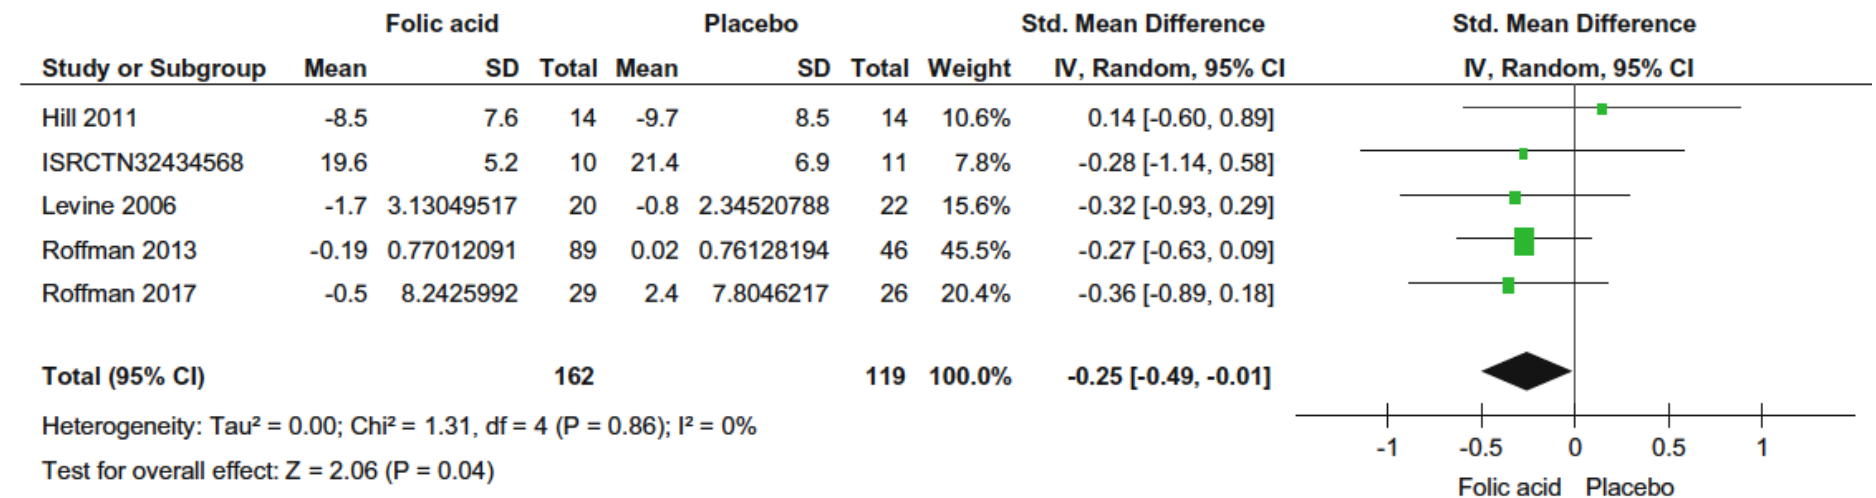 Folic acid Placebo Std. Mean Difference Std. Mean Difference
Study or Subgroup Mean SD Total Mean SD Total Weight IV, Random, 95% CI IV, Random, 95% CI
Hill 2011 -8.5 7.6 14 -9.7 8.5 14 10.6% 0.14 [-0.60, 0.89]
ISRCTN32434568 19.6 5.2 10 21.4 6.9 11 7.8% -0.28 [-1.14, 0.58]
Levine 2006 -1.7 3.13049517 20 -0.8 2.34520788 22 15.6% -0.32 [-0.93, 0.29]
Roffman 2013 -0.19 0.77012091 89 0.02 0.76128194 46 45.5% -0.27 [-0.63, 0.09]
Roffman 2017 -0.5 8.2425992 29 2.4 7.8046217 26 20.4% -0.36 [-0.89, 0.18]
Total (95% CI) 162 119 100.0% -0.25 [-0.49, -0.01]
Heterogeneity: Tau² = 0.00; Chi² = 1.31, df = 4 (P = 0.86); I² = 0%
Test for overall effect: Z = 2.06 (P = 0.04)
-1 -0.5 0 0.5 1
Folic acid Placebo